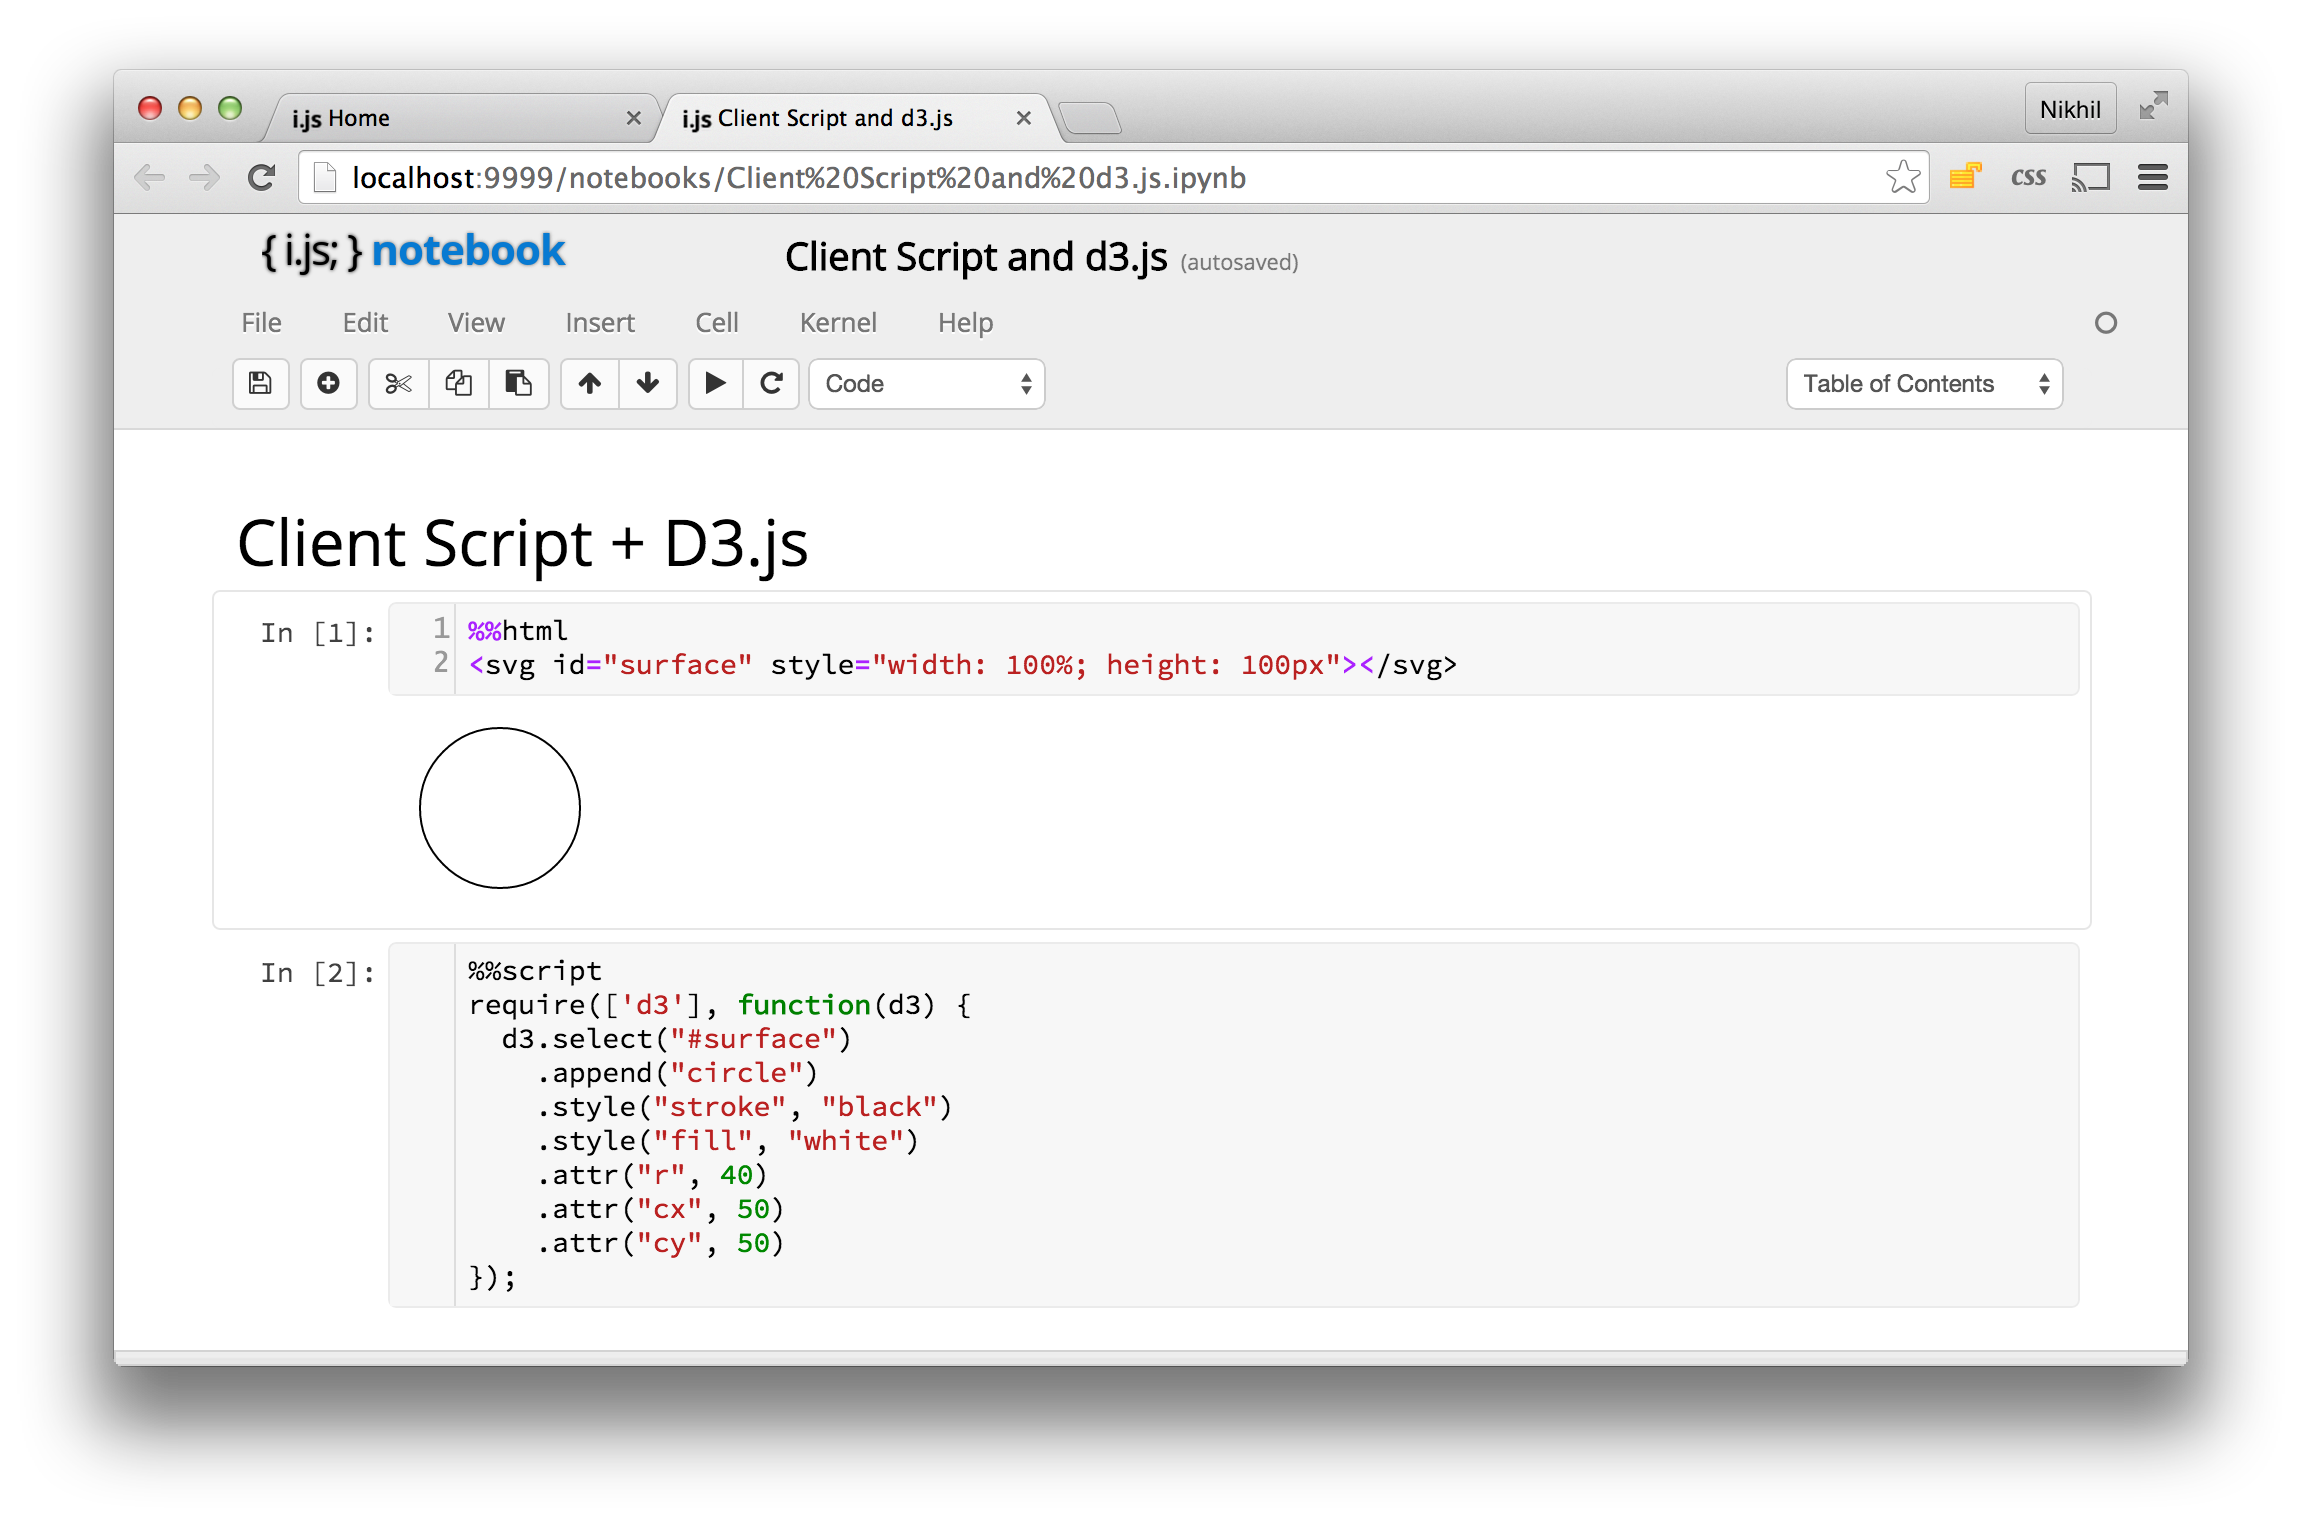 i.js Home
i.js Client Script and d3.js
Nikhil
localhost:9999/notebooks/Client%20Script%20and%20d3.js.ipynb
css
{ i.js; } notebook
Client Script and d3.js (autosaved)
File Edit View Insert Cell Kernel Help
Code
Table of Contents
Client Script + D3.js
In [1]:
1 %%html
2 <svg id="surface" style="width: 100%; height: 100px"></svg>
In [2]:
%%script
require(['d3'], function(d3) {
  d3.select("#surface")
    .append("circle")
    .style("stroke", "black")
    .style("fill", "white")
    .attr("r", 40)
    .attr("cx", 50)
    .attr("cy", 50)
});